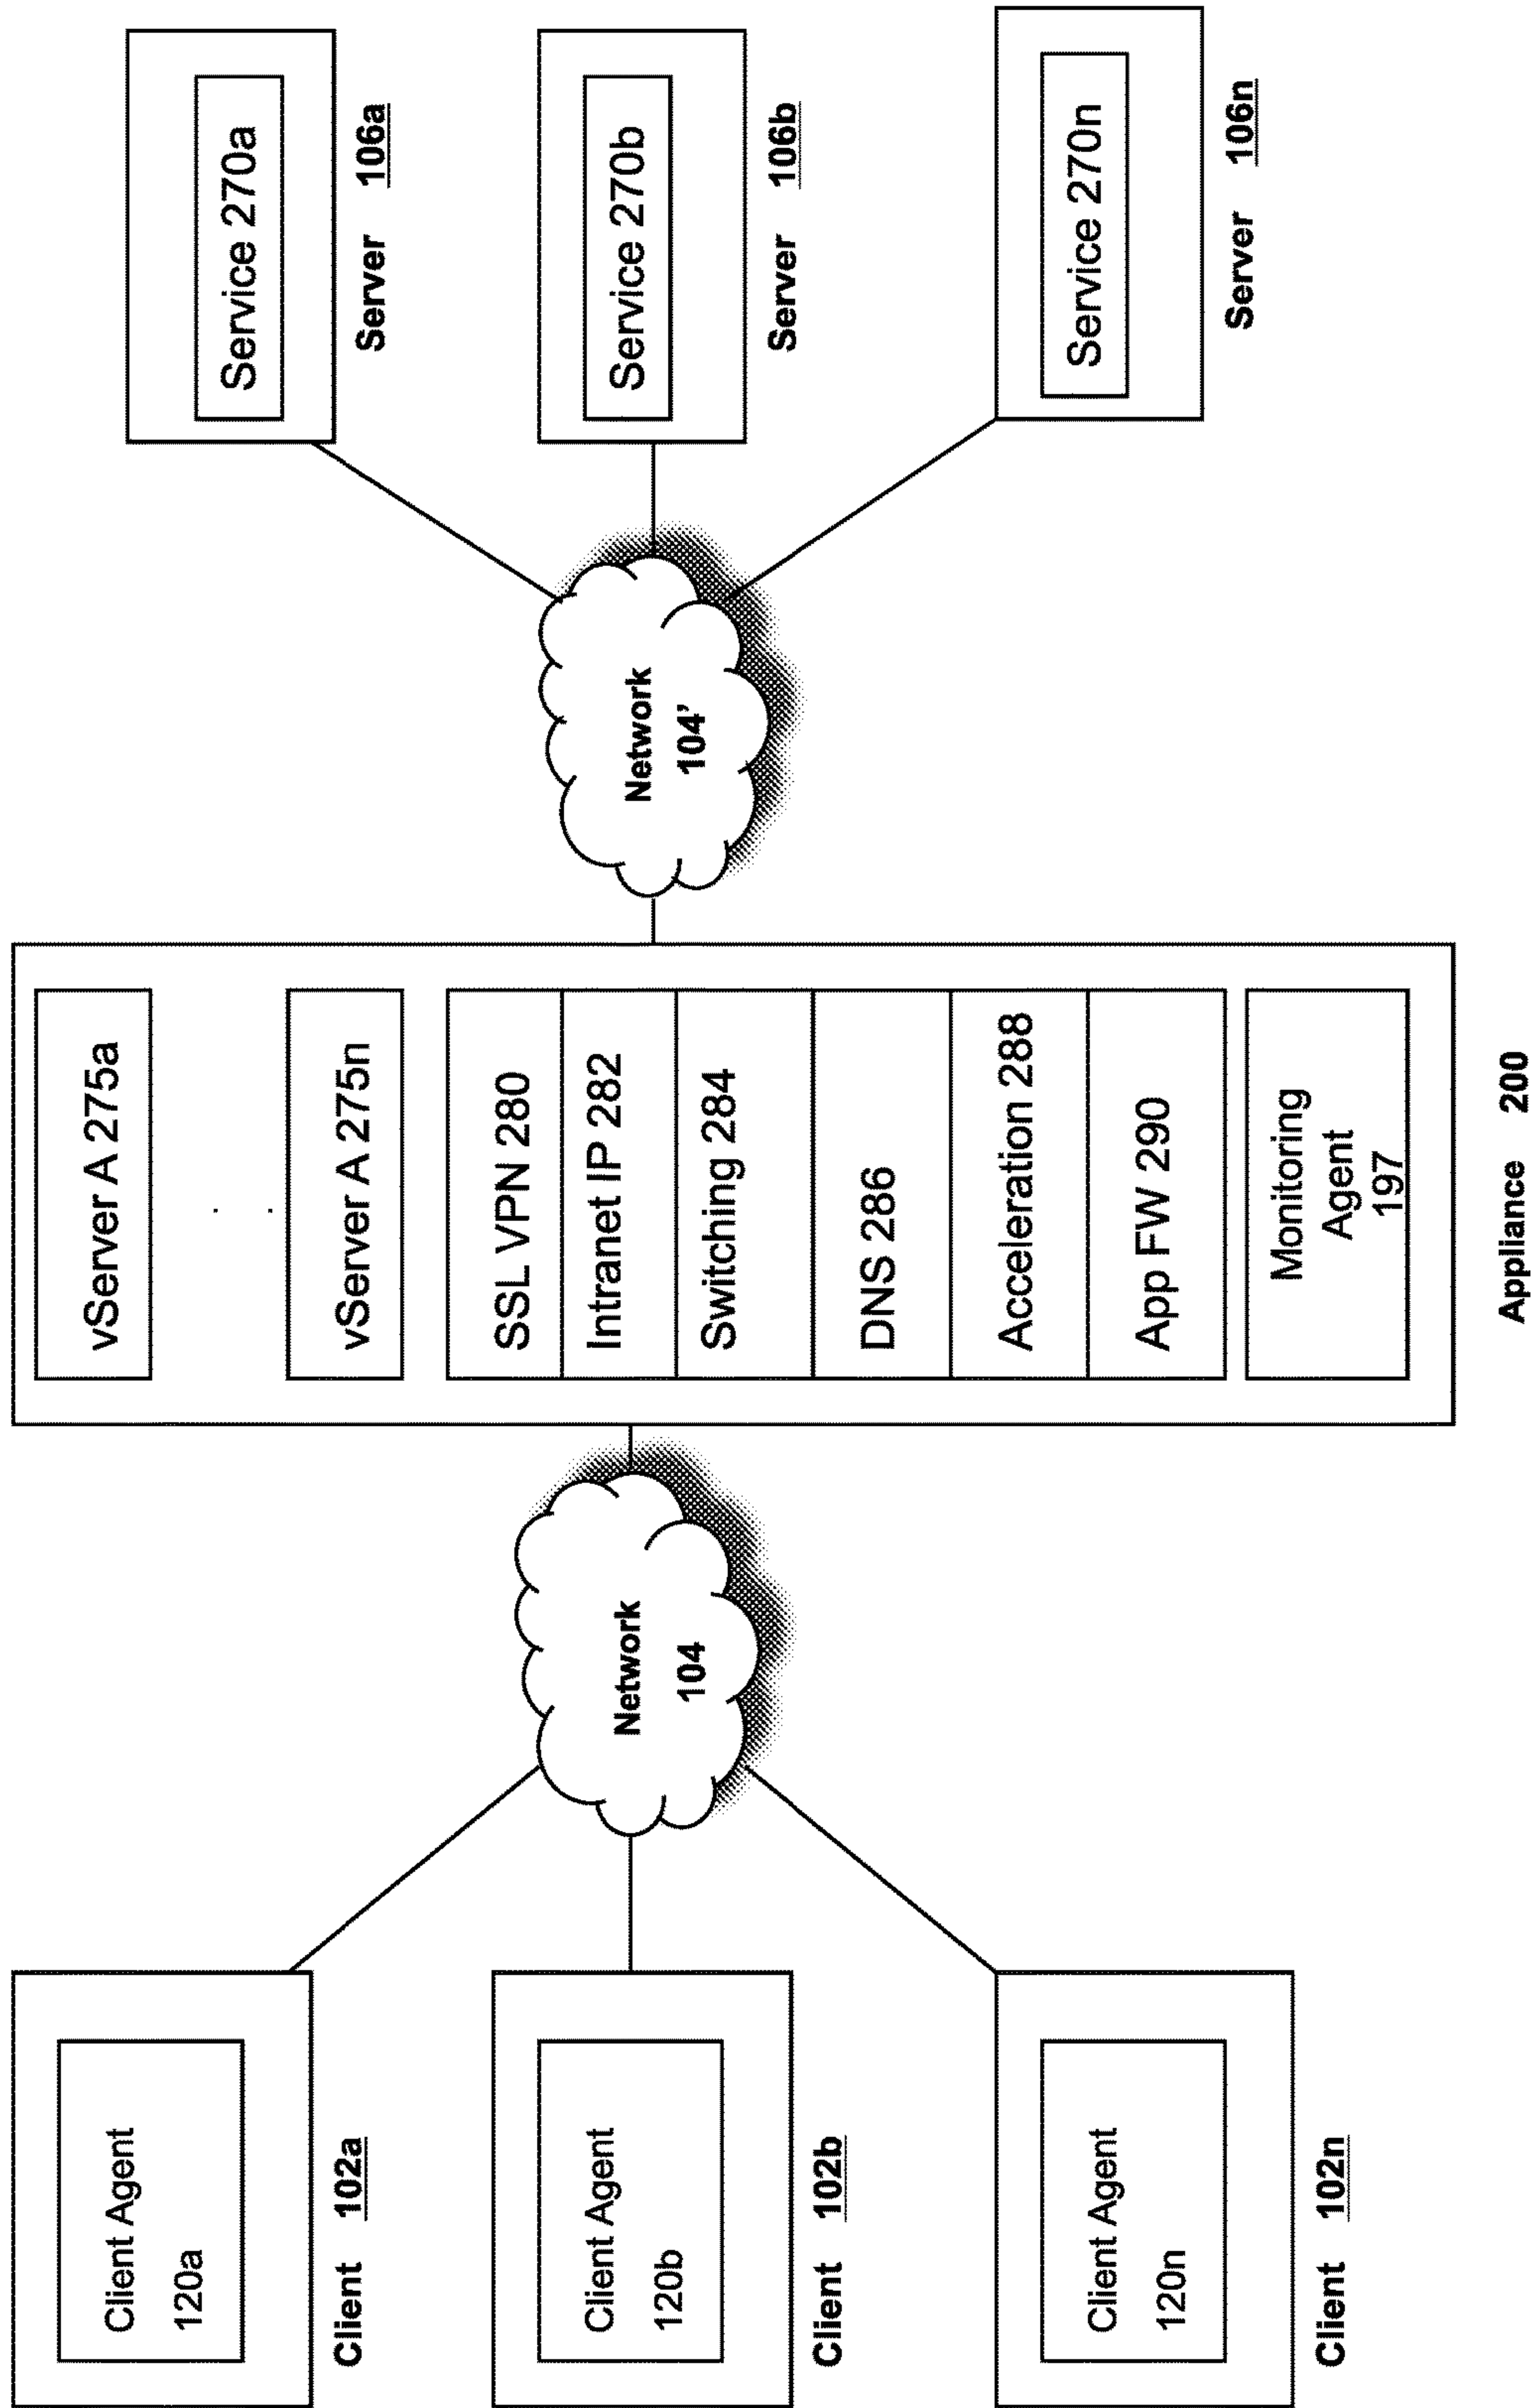 Client Agent
120a
Client 102a
Client Agent
120b
Client 102b
Client Agent
120n
Client 102n
Network
104
vServer A 275a
. .
vServer A 275n
SSL VPN 280
Intranet IP 282
Switching 284
DNS 286
Acceleration 288
App FW 290
Monitoring
Agent
197
Appliance 200
Network
104'
Service 270a
Server 106a
Service 270b
Server 106b
Service 270n
Server 106n